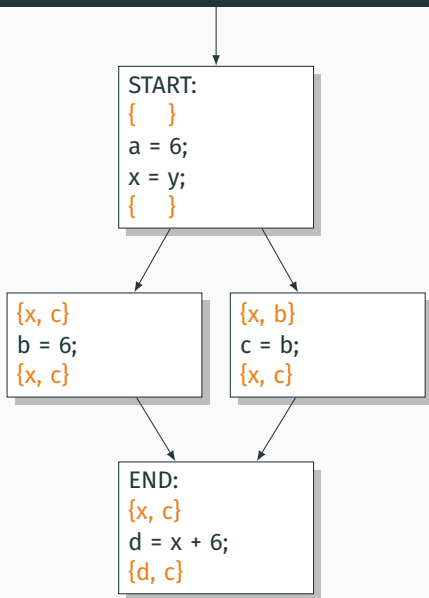 START:
{ }
a = 6;
x = y;
{ }
{x, c}
b = 6;
{x, c}
{x, b}
c = b;
{x, c}
END:
{x, c}
d = x + 6;
{d, c}